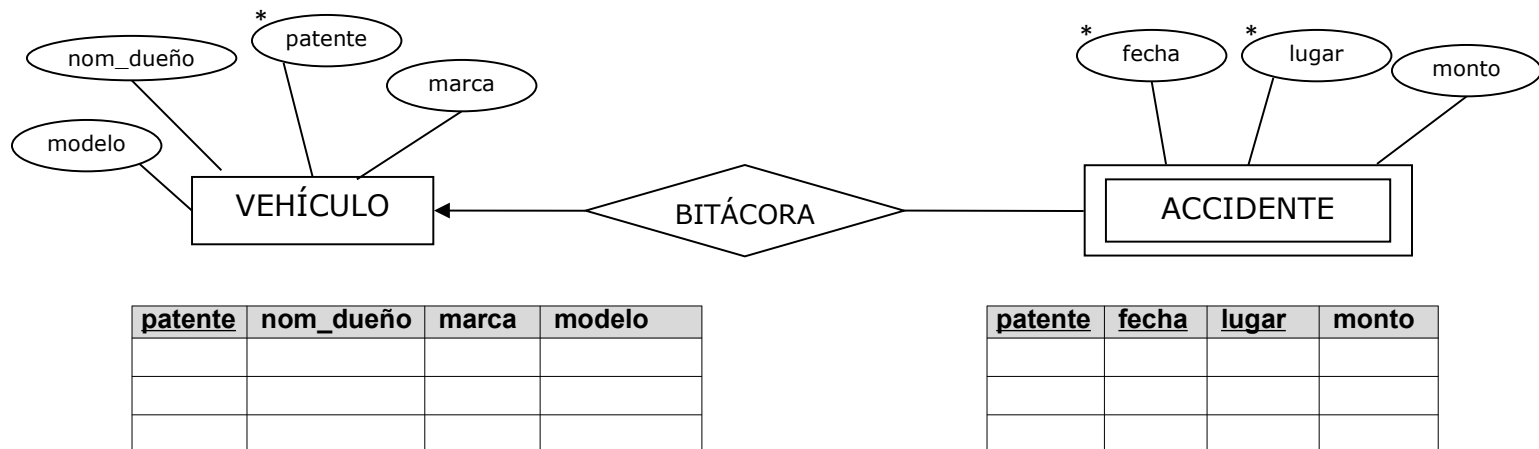 * patente
* fecha
* lugar
nom_dueño
monto
marca
modelo
VEHÍCULO
BITÁCORA
ACCIDENTE
patente nom_dueño marca modelo
patente fecha lugar monto